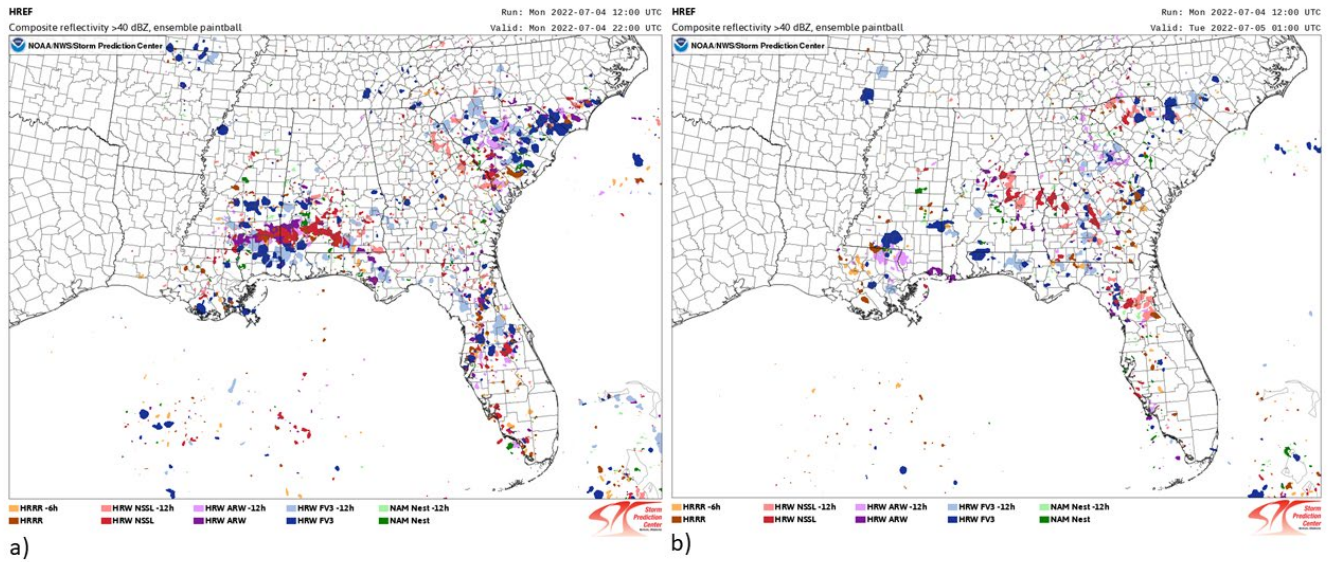 HREF
Run: Mon 2022-07-04 12:00 UTC
Composite reflectivity >40 dBZ, ensemble paintball
Valid: Mon 2022-07-04 22:00 UTC
NOAA/NWS/Storm Prediction Center
HRRR -6h
HRW NSSL -12h
HRW ARW -12h
HRW FV3 -12h
NAM Nest -12h
HRRR
HRW NSSL
HRW ARW
HRW FV3
NAM Nest
Storm
Prediction
Center
a)
HREF
Run: Mon 2022-07-04 12:00 UTC
Composite reflectivity >40 dBZ, ensemble paintball
Valid: Tue 2022-07-05 01:00 UTC
NOAA/NWS/Storm Prediction Center
HRRR -6h
HRW NSSL -12h
HRW ARW -12h
HRW FV3 -12h
NAM Nest -12h
HRRR
HRW NSSL
HRW ARW
HRW FV3
NAM Nest
Storm
Prediction
Center
b)